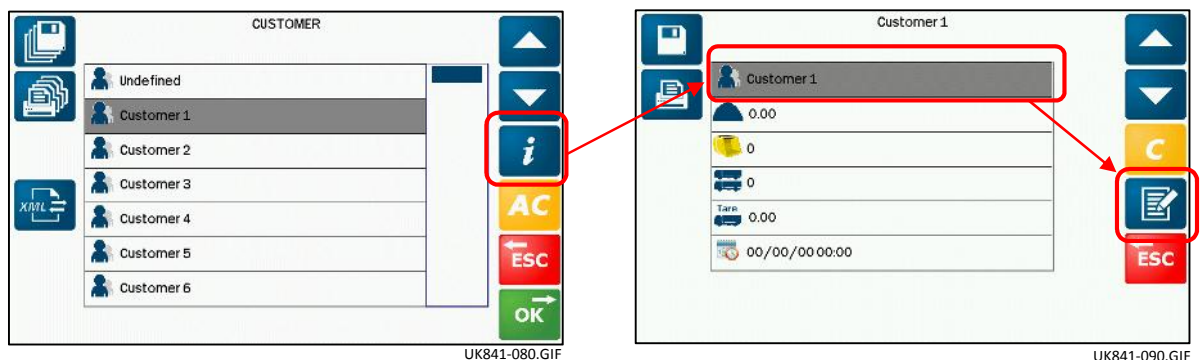 CUSTOMER
Undefined
Customer 1
Customer 2
Customer 3
Customer 4
Customer 5
Customer 6
XML
i
AC
ESC
OK
UK841-080.GIF
Customer 1
Customer 1
0.00
0
0
Tare
0.00
00/00/00 00:00
C
ESC
UK841-090.GIF